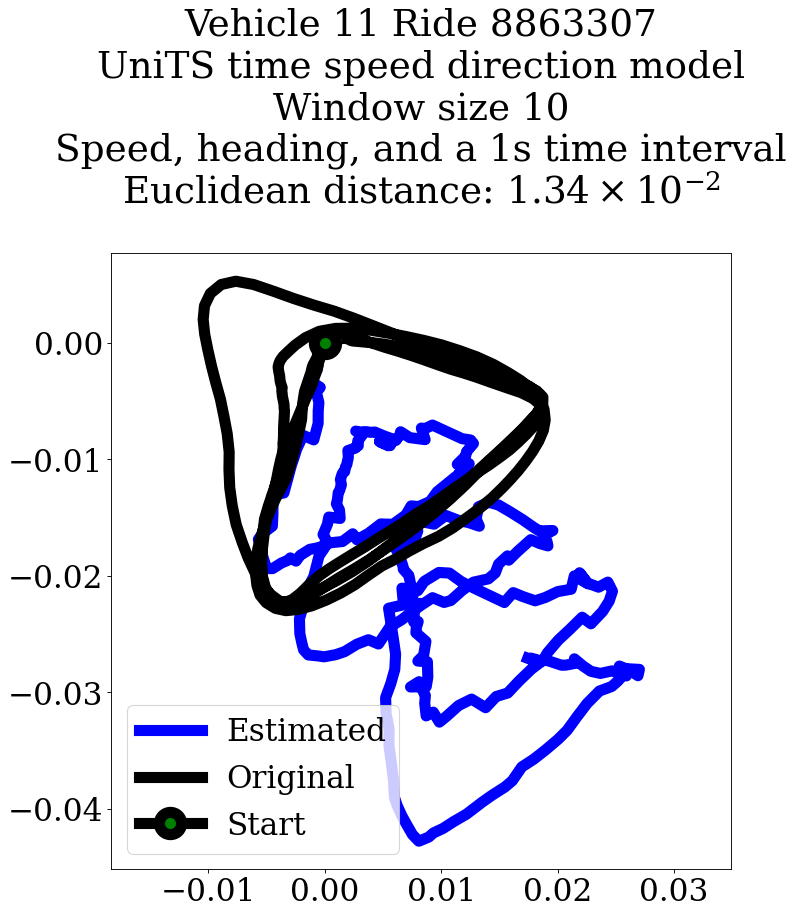 Vehicle 11 Ride 8863307
UniTS time speed direction model
Window size 10
Speed, heading, and a 1s time interval
Euclidean distance: 1.34 × 10⁻²
0.00
−0.01
−0.02
−0.03
−0.04
Estimated
Original
Start
−0.01 0.00 0.01 0.02 0.03